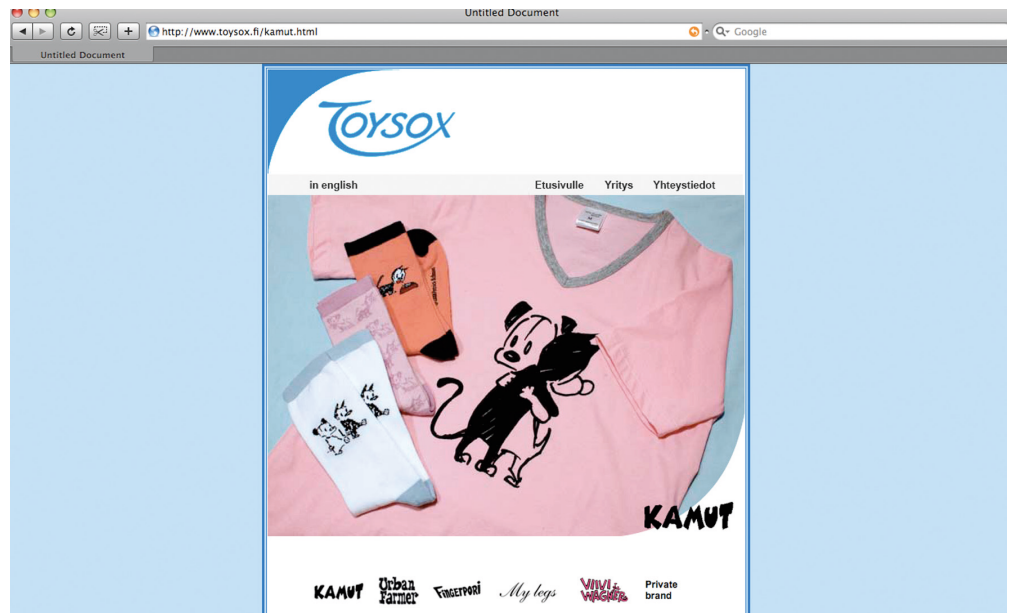 Untitled Document
http://www.toysox.fi/kamut.html
Google
Untitled Document
TOYSOX
in english Etusivulle Yritys Yhteystiedot
KAMUT
KAMUT Urban Farmer FINGERPORI My legs VIIVI & WAGNER Private brand